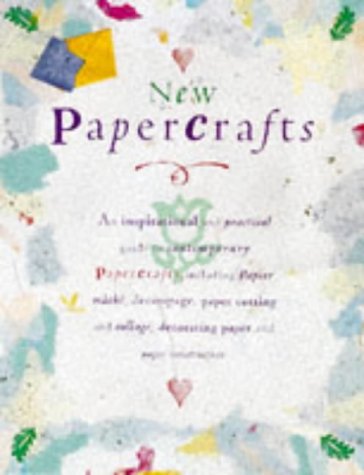 New
PaperCrafts
An inspirational and practical
guide to contemporary
Papercrafts, including Papier
mâché, decoupage, paper cutting
and collage, decorating paper and
paper construction